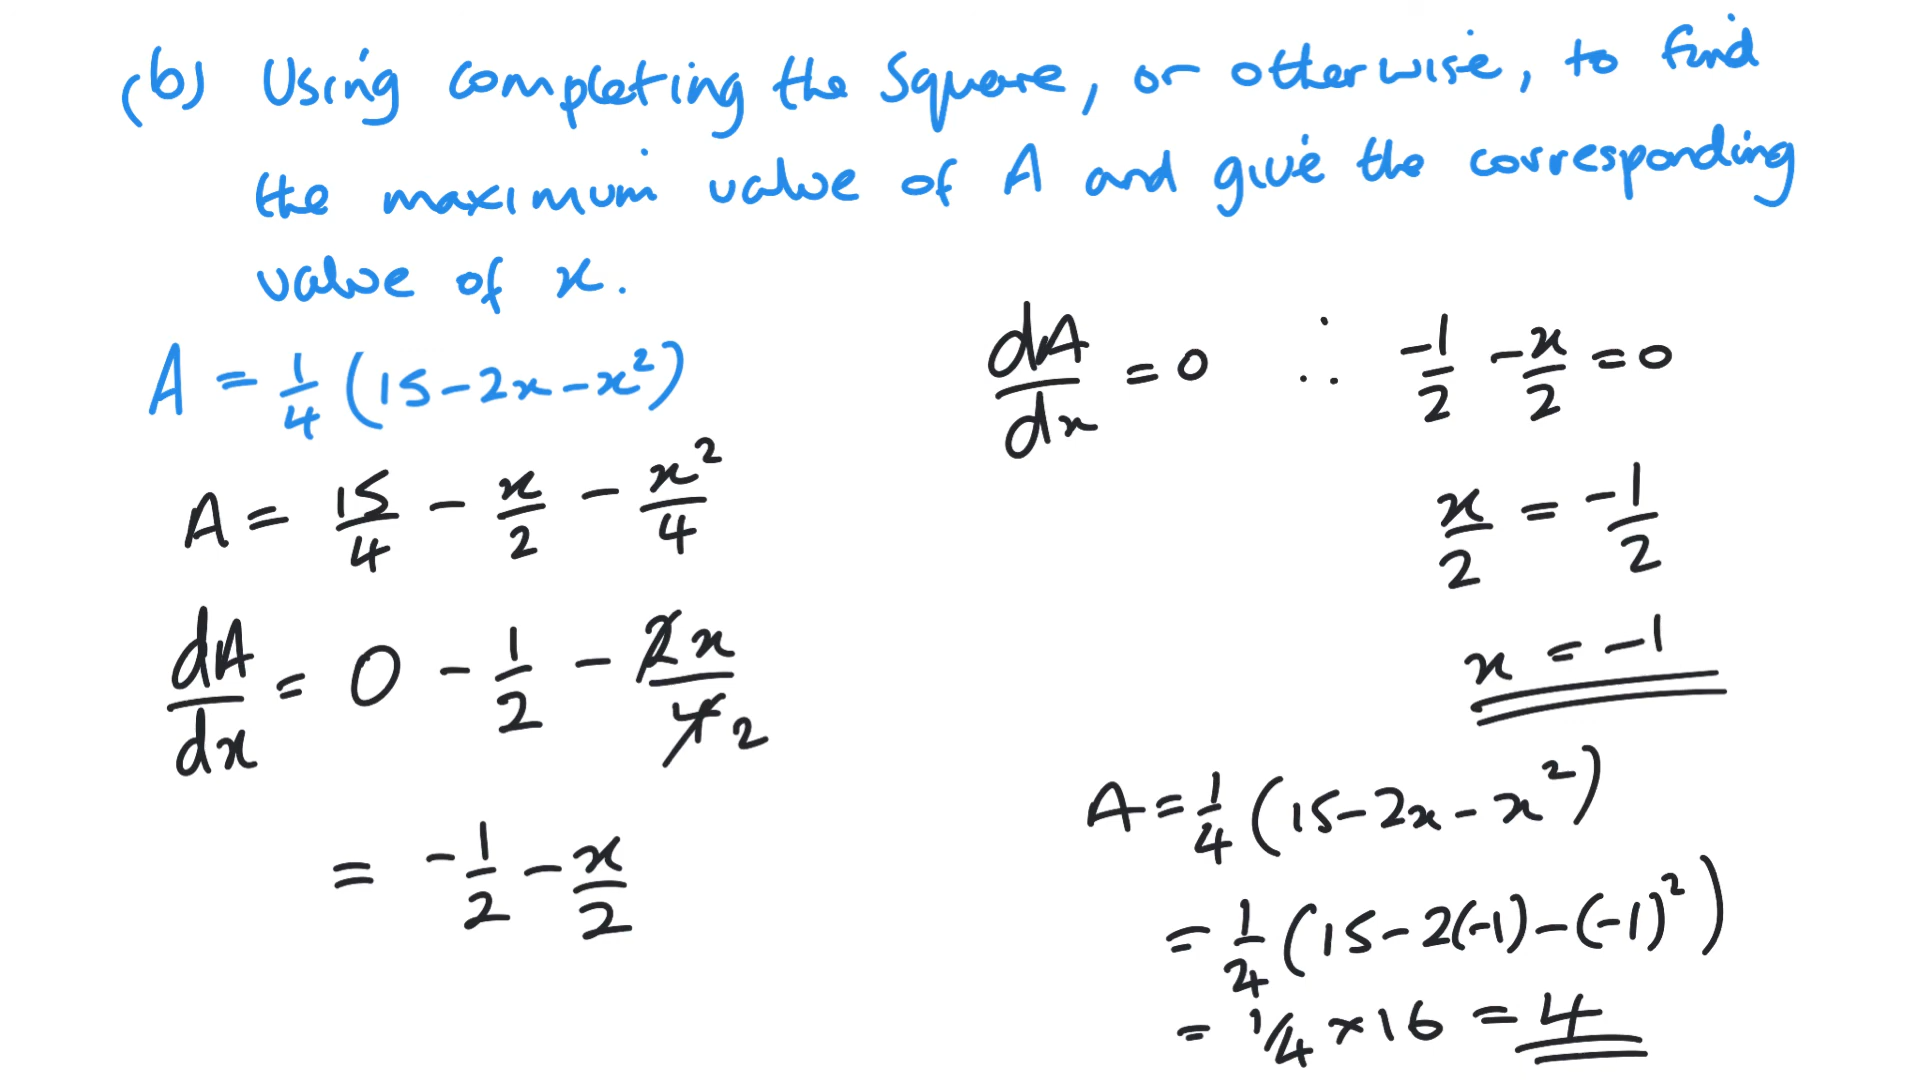 (b) Using completing the Square, or otherwise, to find
the maximum value of A and give the corresponding
value of x.
A = 1/4 (15 - 2x - x²)
A = 15/4 - x/2 - x²/4
dA/dx = 0 - 1/2 - 2x/4 2
= -1/2 - x/2
dA/dx = 0 ∴ -1/2 - x/2 = 0
x/2 = -1/2
x = -1
A = 1/4 (15 - 2x - x²)
= 1/4 (15 - 2(-1) - (-1)²)
= 1/4 × 16 = 4